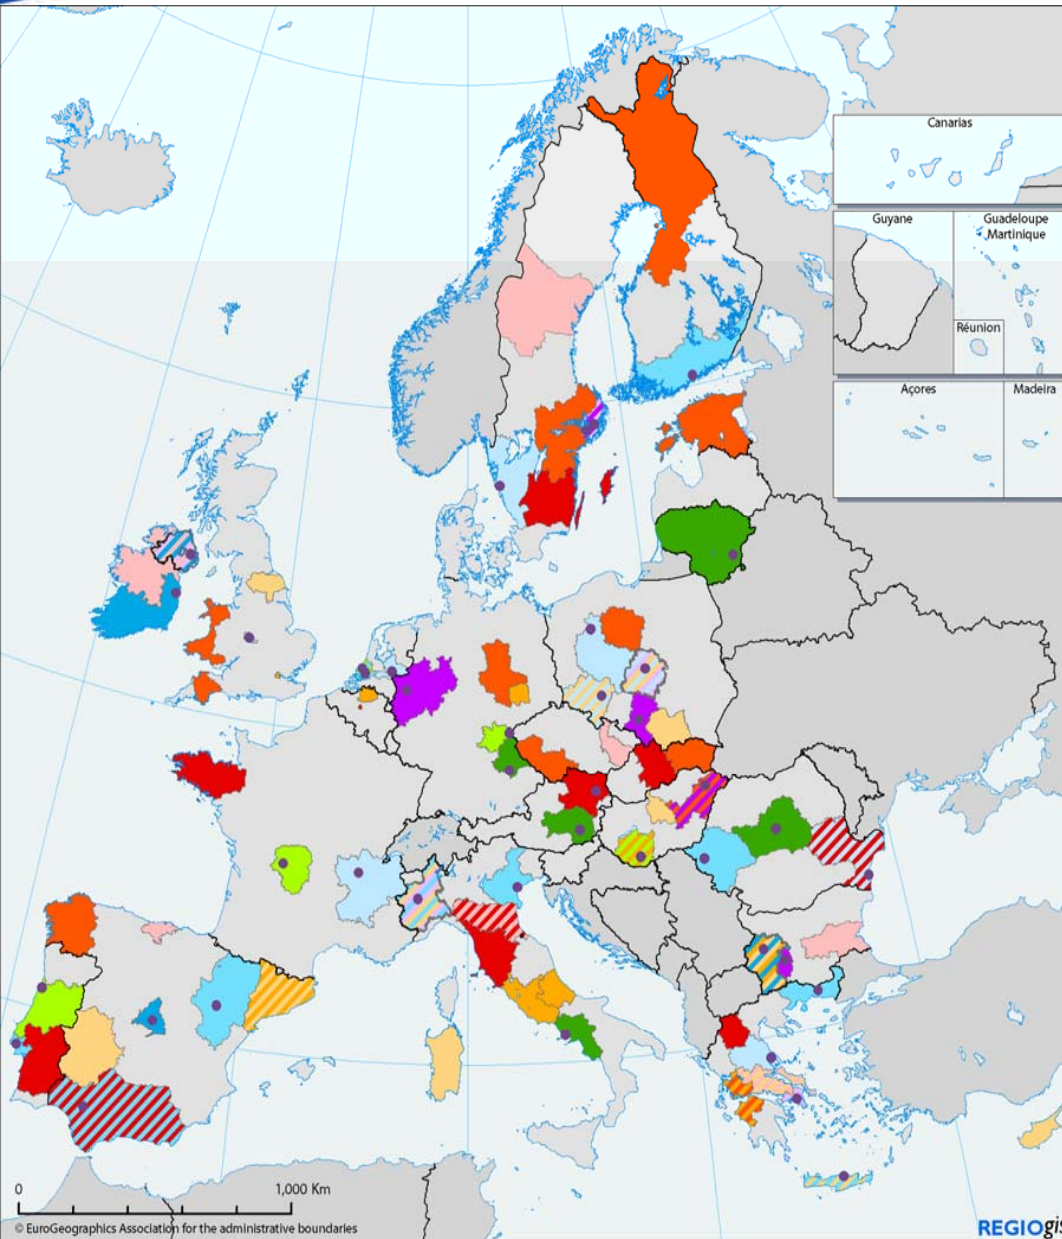 Canarias
Guyane
Guadeloupe
Martinique
Réunion
Açores
Madeira
0
1,000 Km
© EuroGeographics Association for the administrative boundaries
REGIOgis